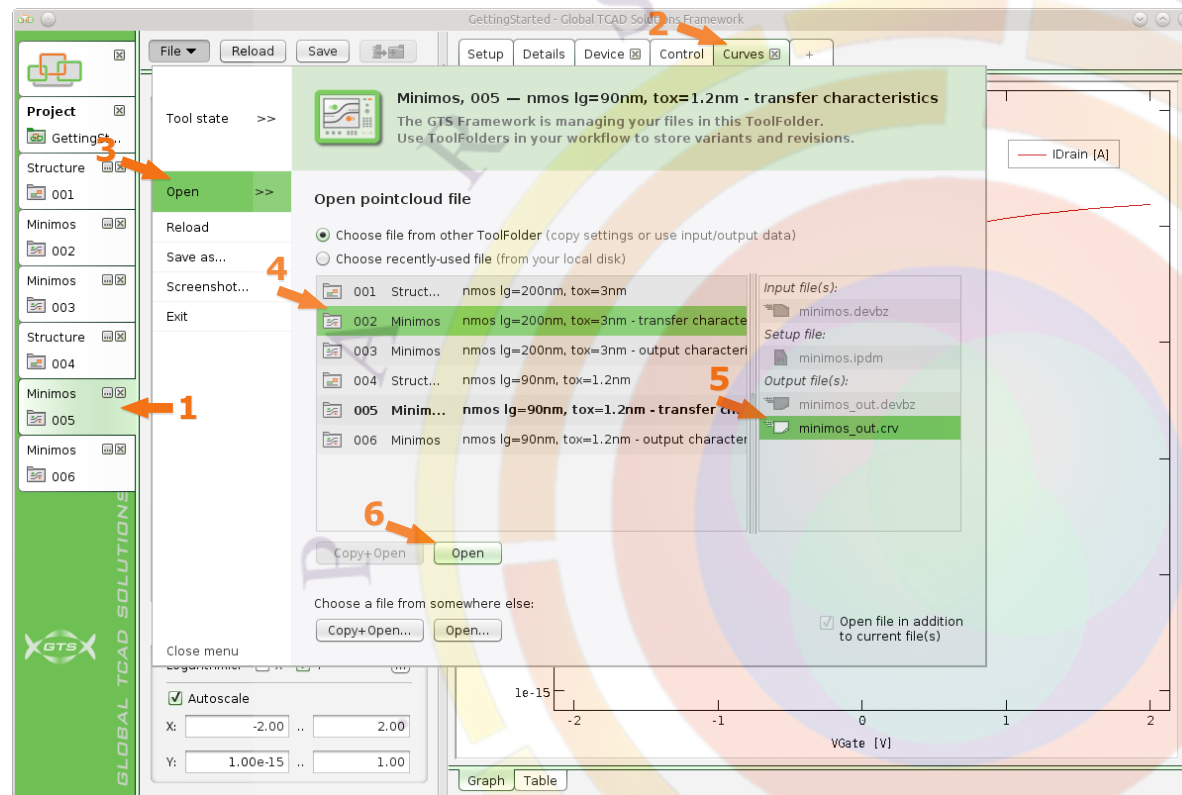 GettingStarted - Global TCAD Solutions Framework
2
File ▼ Reload Save
Setup Details Device Control Curves +
Project
GettingSt..
3
Structure
001
Minimos
002
Minimos
003
Structure
004
Minimos
005
1
Minimos
006
GLOBAL TCAD SOLUTIONS
GTS
Tool state >>
Open >>
Reload
Save as...
Screenshot...
Exit
Close menu
Minimos, 005 — nmos lg=90nm, tox=1.2nm - transfer characteristics
The GTS Framework is managing your files in this ToolFolder.
Use ToolFolders in your workflow to store variants and revisions.
Open pointcloud file
Choose file from other ToolFolder (copy settings or use input/output data)
Choose recently-used file (from your local disk)
4
001 Struct... nmos lg=200nm, tox=3nm
002 Minimos nmos lg=200nm, tox=3nm - transfer characte
003 Minimos nmos lg=200nm, tox=3nm - output characteri
004 Struct... nmos lg=90nm, tox=1.2nm
005 Minim... nmos lg=90nm, tox=1.2nm - transfer ch...
006 Minimos nmos lg=90nm, tox=1.2nm - output character
Input file(s):
minimos.devbz
Setup file:
minimos.ipdm
5
Output file(s):
minimos_out.devbz
minimos_out.crv
6
Copy+Open Open
Choose a file from somewhere else:
Copy+Open... Open...
Open file in addition
to current file(s)
Autoscale
X: -2.00 .. 2.00
Y: 1.00e-15 .. 1.00
IDrain [A]
1e-15
-2 -1 0 1 2
VGate [V]
Graph Table
B A R S